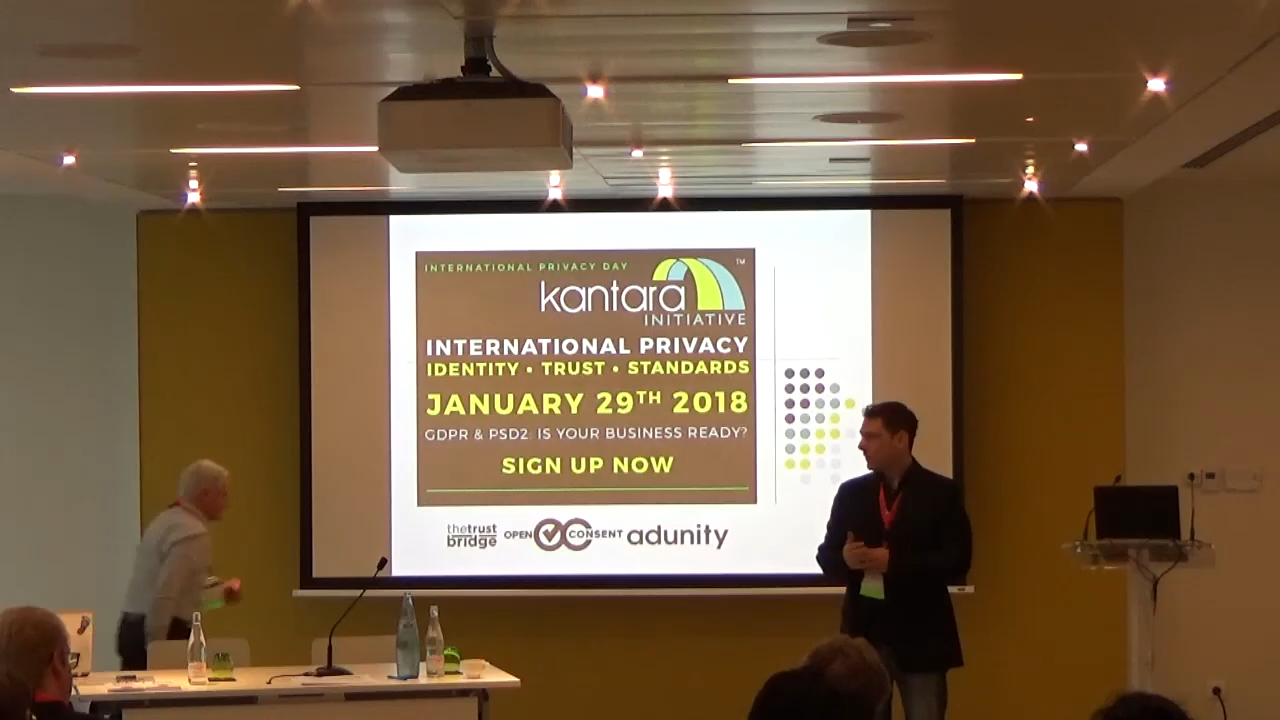 INTERNATIONAL PRIVACY DAY
TM
kantara
INITIATIVE
INTERNATIONAL PRIVACY
IDENTITY • TRUST • STANDARDS
JANUARY 29TH 2018
GDPR & PSD2: IS YOUR BUSINESS READY?
SIGN UP NOW
thetrust
bridge
OPEN OC CONSENT
adunity